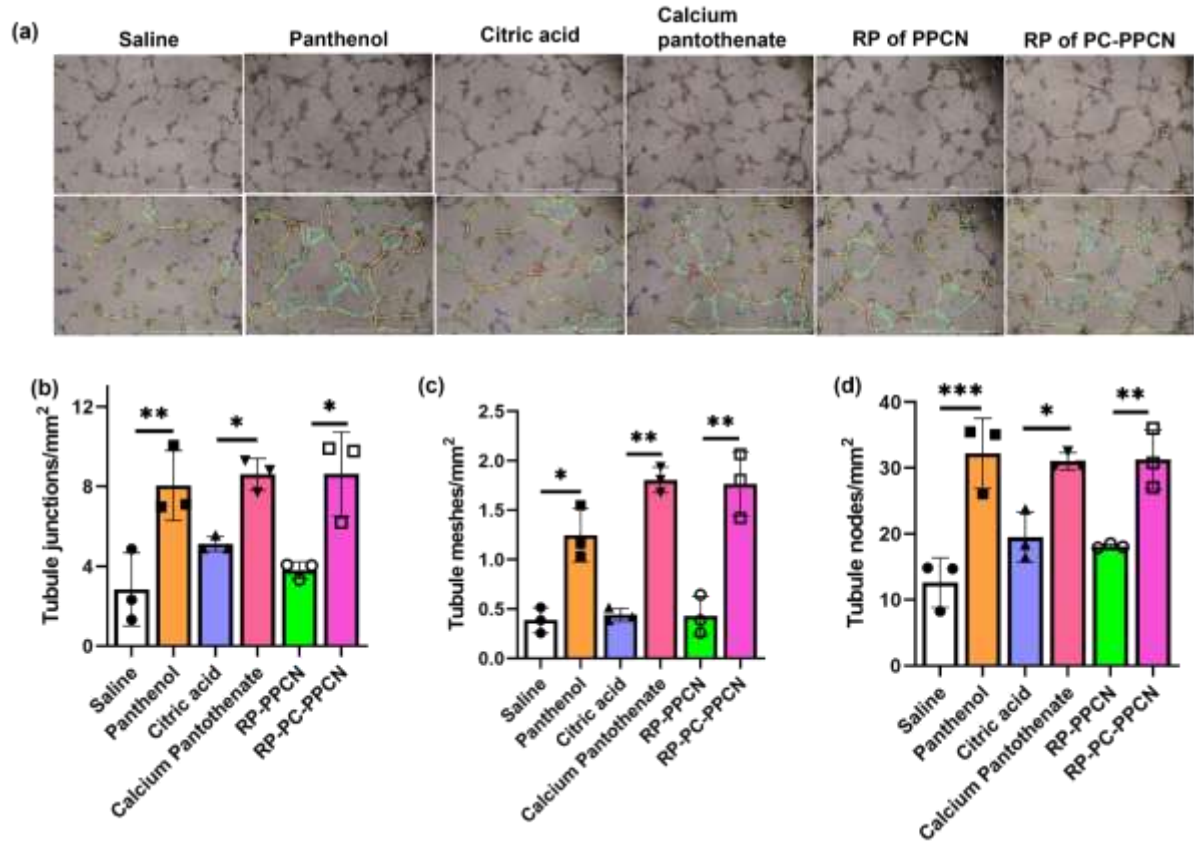 (a)
Saline
Panthenol
Citric acid
Calcium
pantothenate
RP of PPCN
RP of PC-PPCN
(b)
Tubule junctions/mm²
12
8
4
0
**
*
*
Saline
Panthenol
Citric acid
Calcium Pantothenate
RP-PPCN
RP-PC-PPCN
(c)
Tubule meshes/mm²
2.5
2.0
1.5
1.0
0.5
0.0
*
**
**
Saline
Panthenol
Citric acid
Calcium Pantothenate
RP-PPCN
RP-PC-PPCN
(d)
Tubule nodes/mm²
40
30
20
10
0
***
*
**
Saline
Panthenol
Citric acid
Calcium Pantothenate
RP-PPCN
RP-PC-PPCN